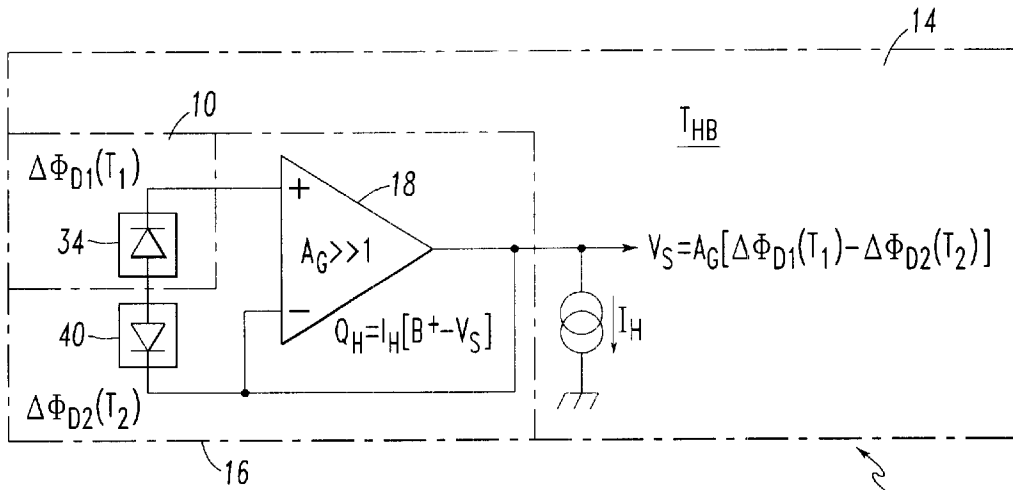 14
10
T_HB
ΔΦ_D1(T_1)
18
+
34
A_G>>1
V_S=A_G[ΔΦ_D1(T_1)-ΔΦ_D2(T_2)]
−
40
Q_H=I_H[B^+-V_S]
I_H
ΔΦ_D2(T_2)
16